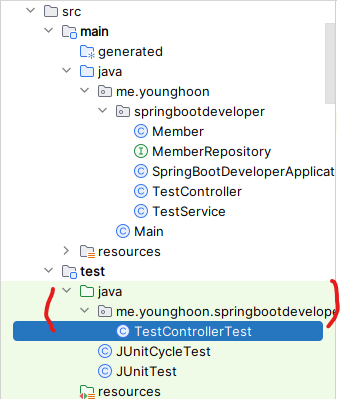 src
main
generated
java
me.younghoon
springbootdeveloper
Member
MemberRepository
SpringBootDeveloperApplicat
TestController
TestService
Main
resources
test
java
me.younghoon.springbootdevelope
TestControllerTest
JUnitCycleTest
JUnitTest
resources